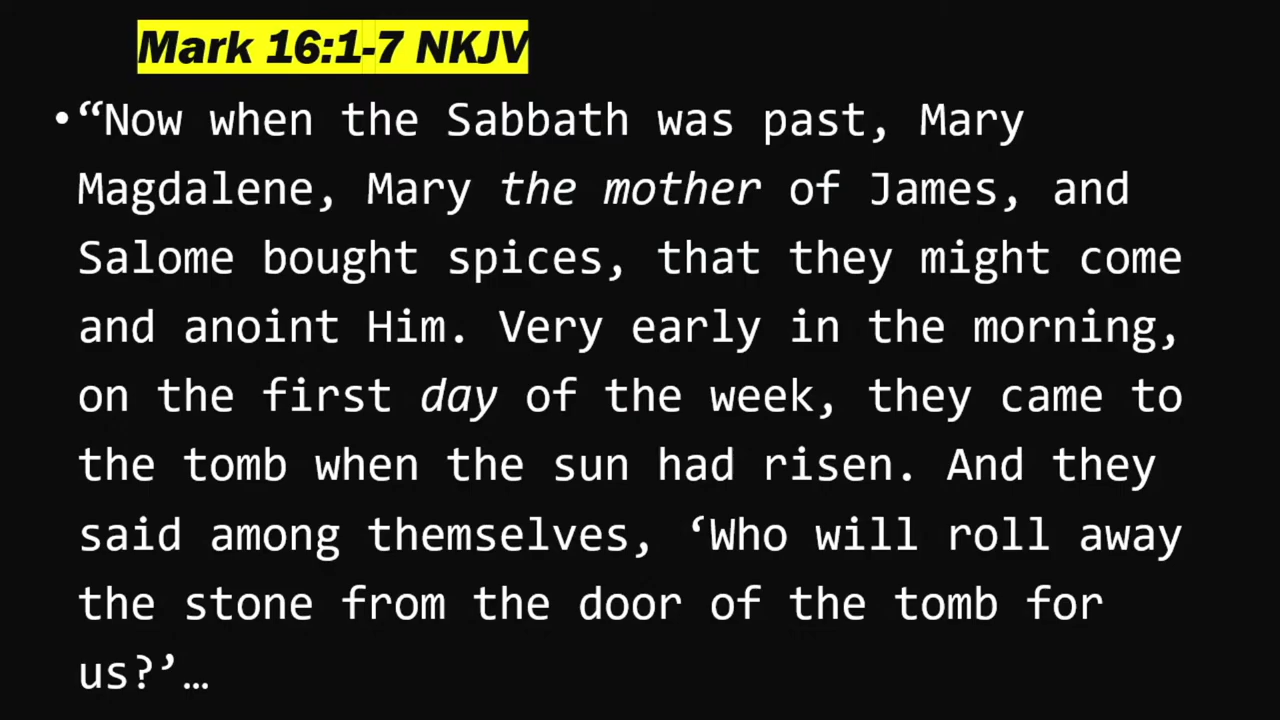 Mark 16:1-7 NKJV
•“Now when the Sabbath was past, Mary
Magdalene, Mary the mother of James, and
Salome bought spices, that they might come
and anoint Him. Very early in the morning,
on the first day of the week, they came to
the tomb when the sun had risen. And they
said among themselves, ‘Who will roll away
the stone from the door of the tomb for
us?’…